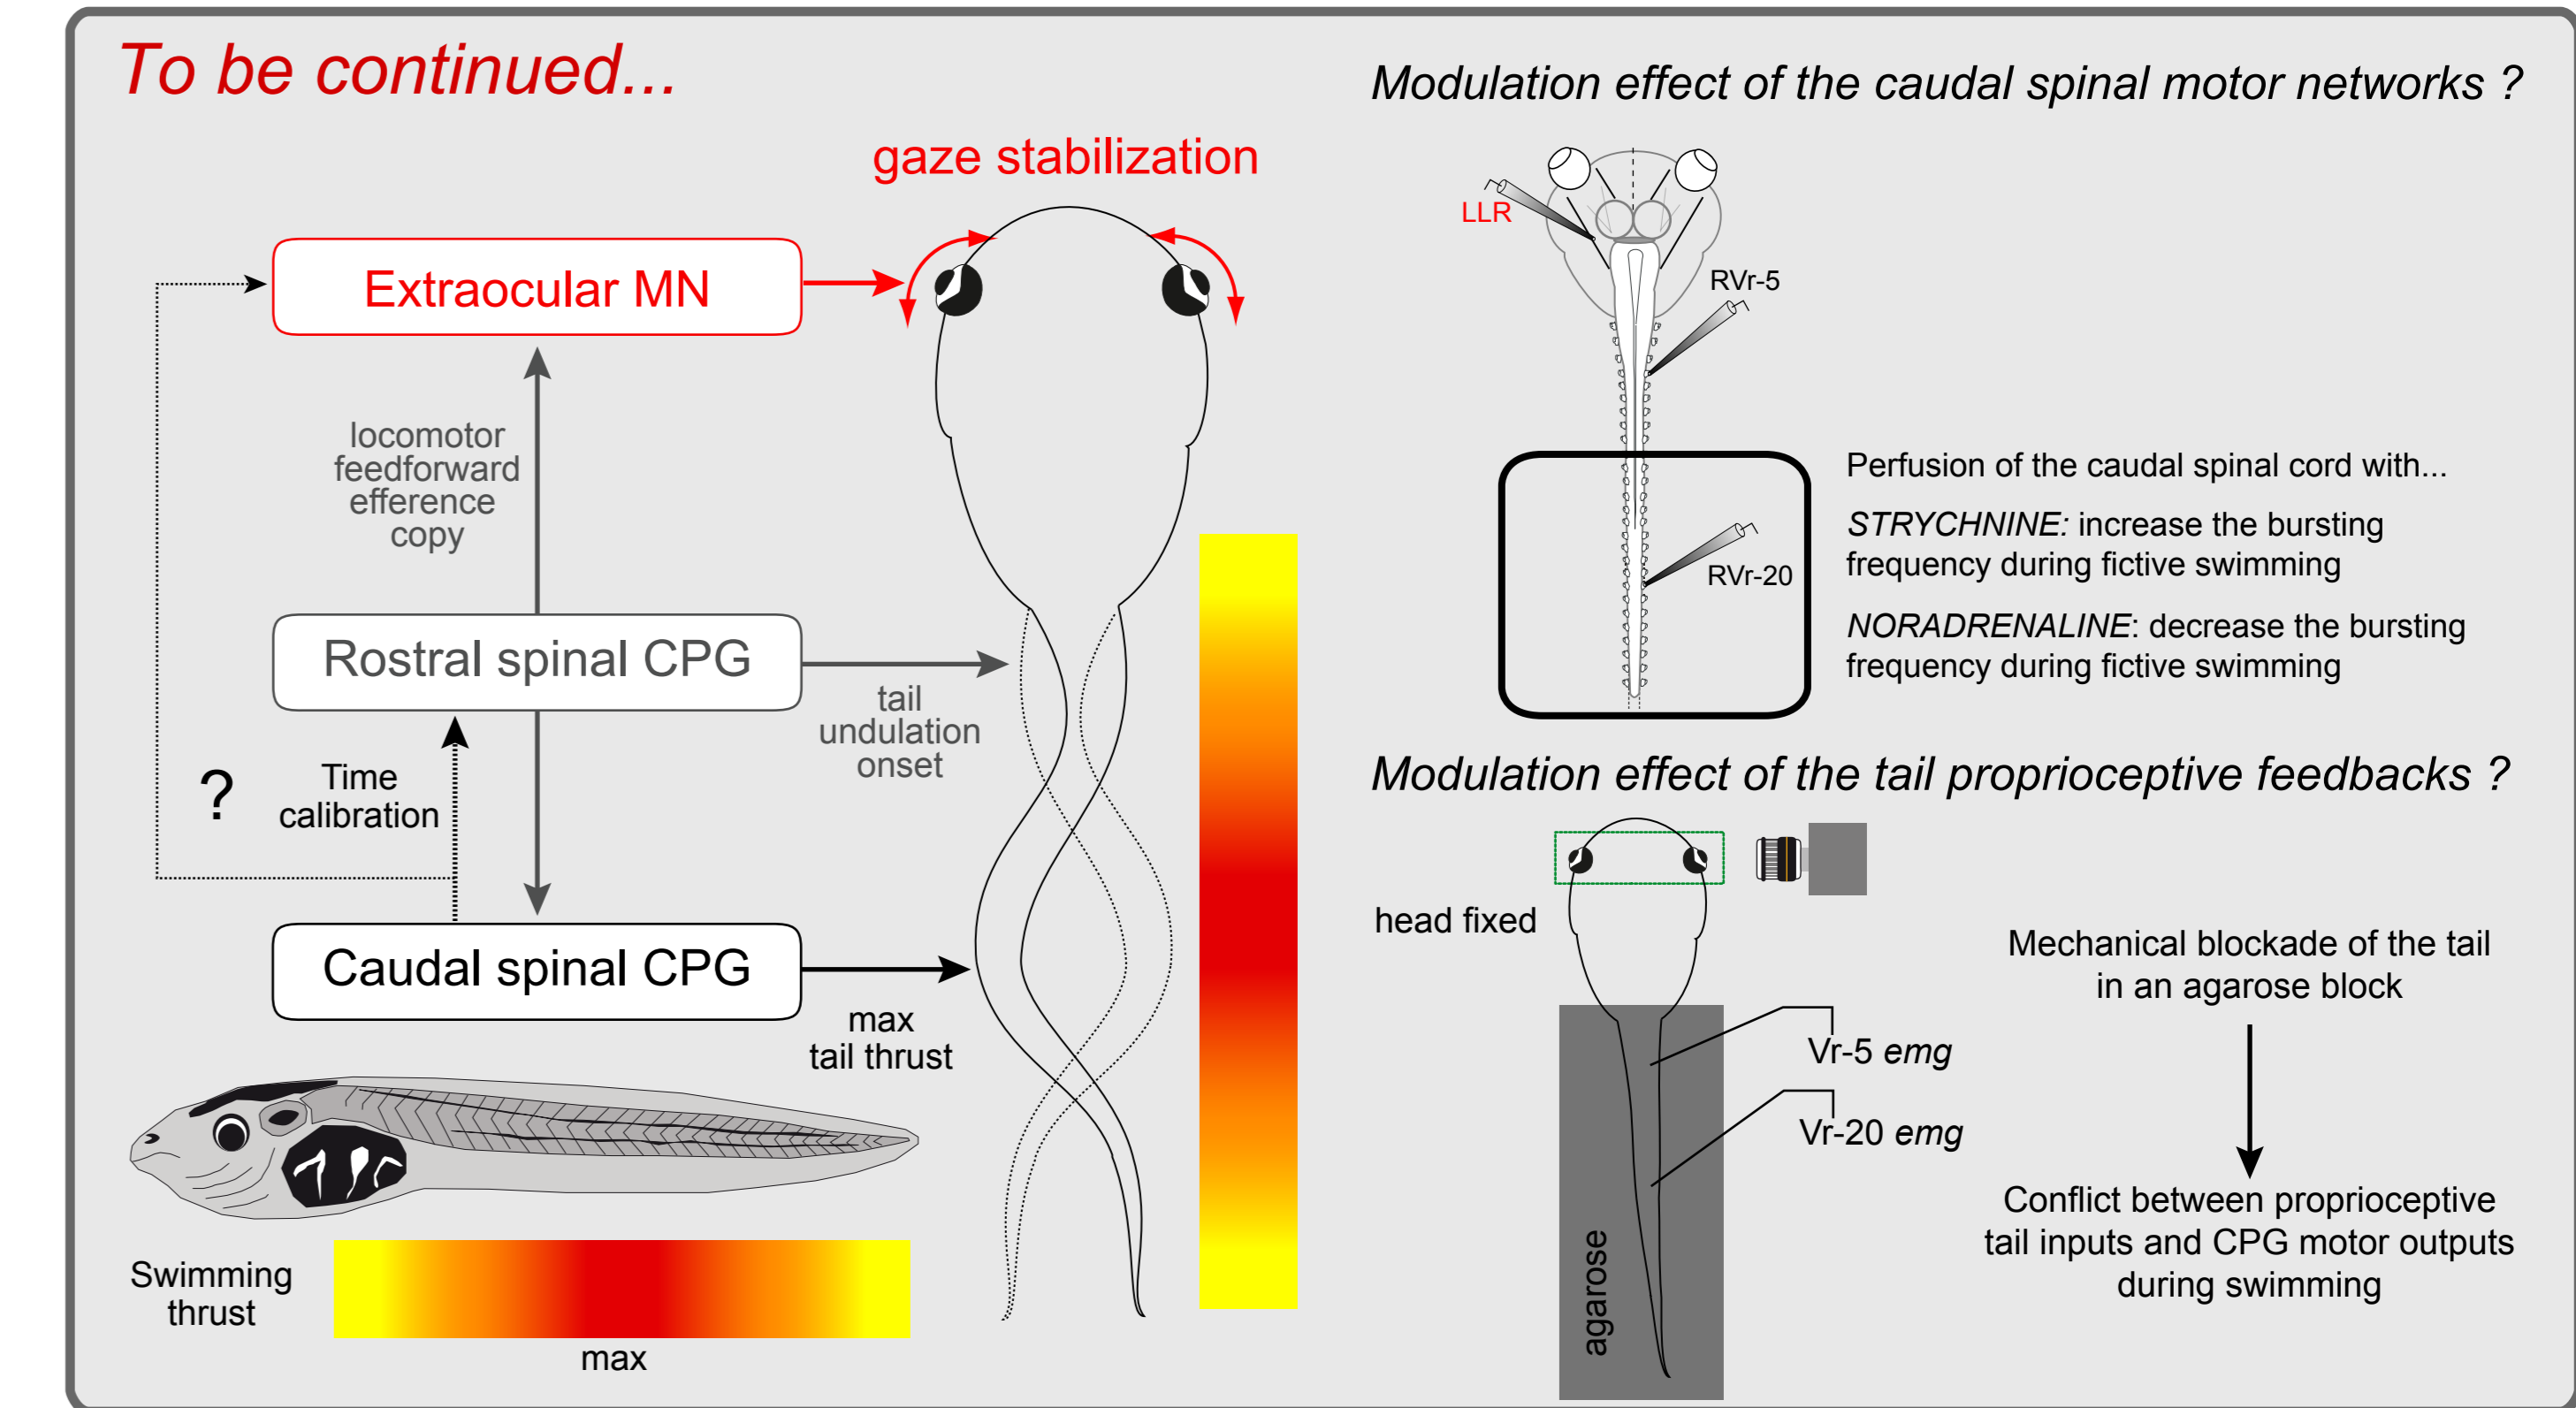 To be continued...
gaze stabilization
Extraocular MN
locomotor
feedforward
efference
copy
Rostral spinal CPG
tail
undulation
onset
?
Time
calibration
Caudal spinal CPG
max
tail thrust
Swimming
thrust
max
Modulation effect of the caudal spinal motor networks ?
LLR
RVr-5
RVr-20
Perfusion of the caudal spinal cord with...
STRYCHNINE: increase the bursting
frequency during fictive swimming
NORADRENALINE: decrease the bursting
frequency during fictive swimming
Modulation effect of the tail proprioceptive feedbacks ?
head fixed
Vr-5 emg
Vr-20 emg
agarose
Mechanical blockade of the tail
in an agarose block
Conflict between proprioceptive
tail inputs and CPG motor outputs
during swimming